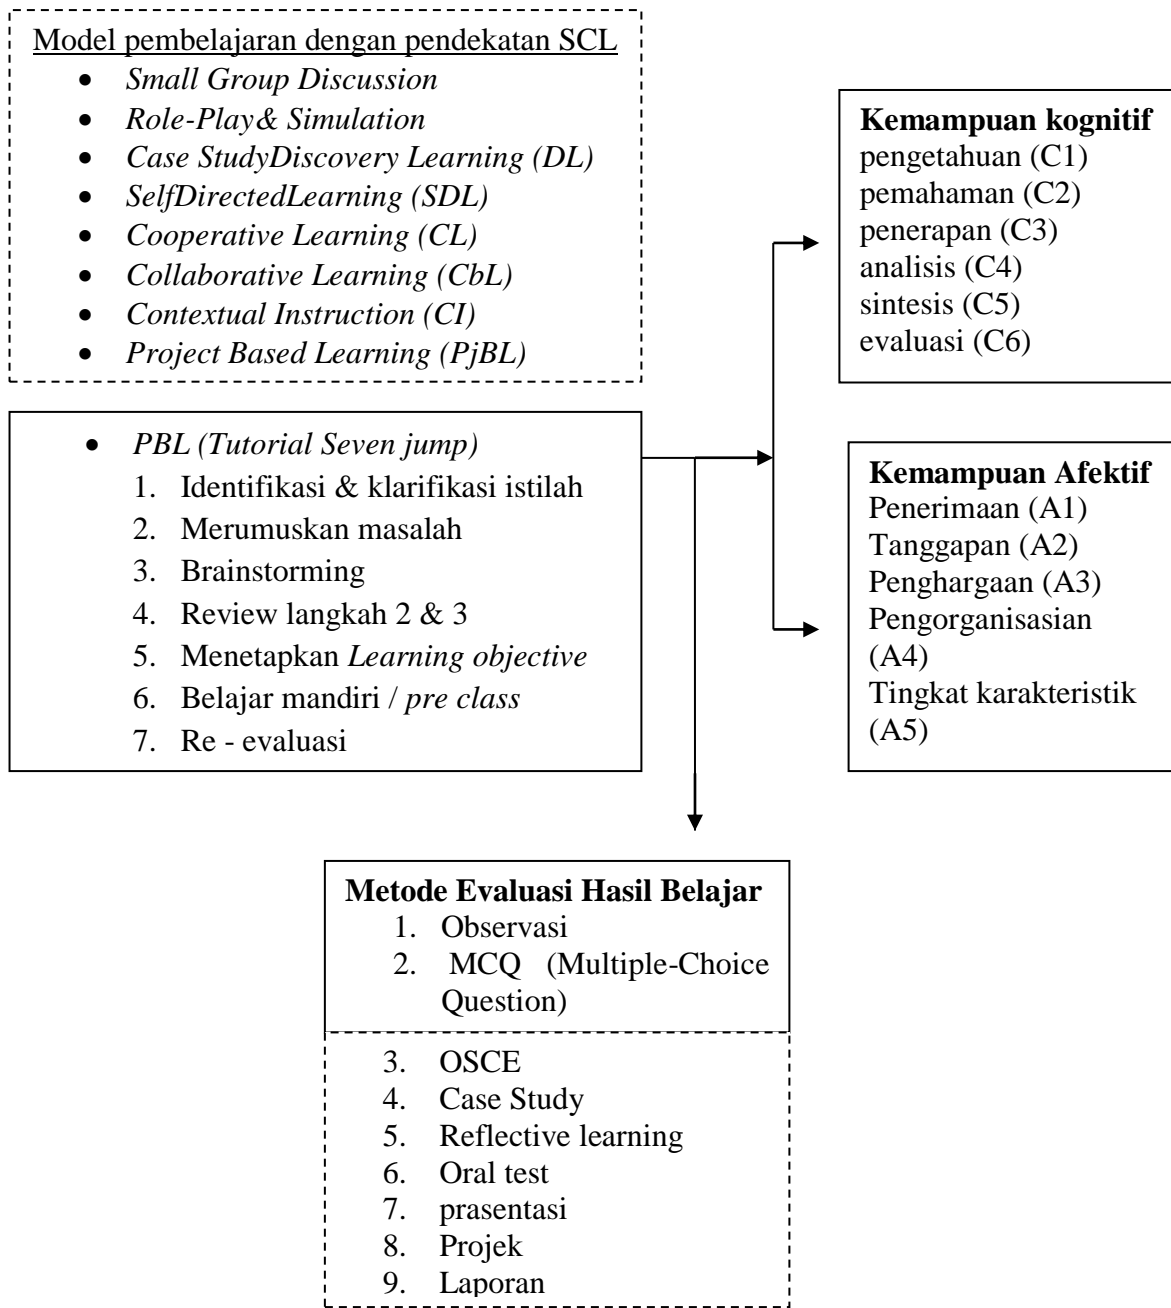 Model pembelajaran dengan pendekatan SCL
• Small Group Discussion
• Role-Play& Simulation
• Case StudyDiscovery Learning (DL)
• SelfDirectedLearning (SDL)
• Cooperative Learning (CL)
• Collaborative Learning (CbL)
• Contextual Instruction (CI)
• Project Based Learning (PjBL)
• PBL (Tutorial Seven jump)
1. Identifikasi & klarifikasi istilah
2. Merumuskan masalah
3. Brainstorming
4. Review langkah 2 & 3
5. Menetapkan Learning objective
6. Belajar mandiri / pre class
7. Re - evaluasi
Kemampuan kognitif
pengetahuan (C1)
pemahaman (C2)
penerapan (C3)
analisis (C4)
sintesis (C5)
evaluasi (C6)
Kemampuan Afektif
Penerimaan (A1)
Tanggapan (A2)
Penghargaan (A3)
Pengorganisasian
(A4)
Tingkat karakteristik
(A5)
Metode Evaluasi Hasil Belajar
1. Observasi
2. MCQ (Multiple-Choice
Question)
3. OSCE
4. Case Study
5. Reflective learning
6. Oral test
7. prasentasi
8. Projek
9. Laporan